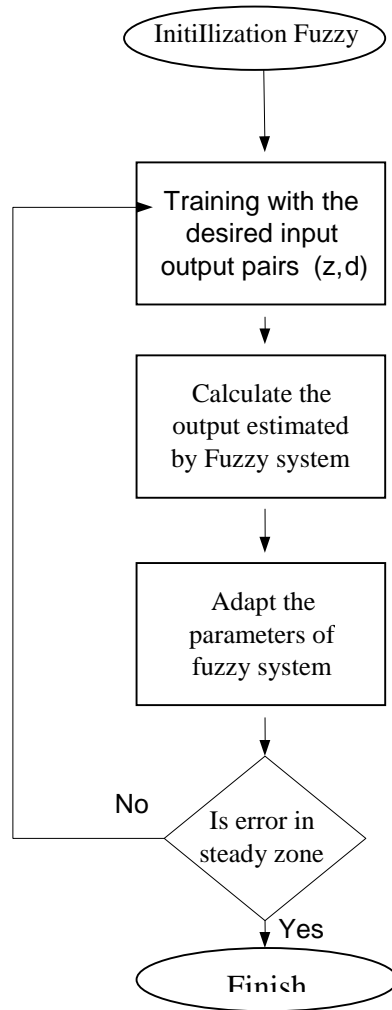 InitiIlization Fuzzy
Training with the
desired input
output pairs (z,d)
Calculate the
output estimated
by Fuzzy system
Adapt the
parameters of
fuzzy system
No
Is error in
steady zone
Yes
Finish